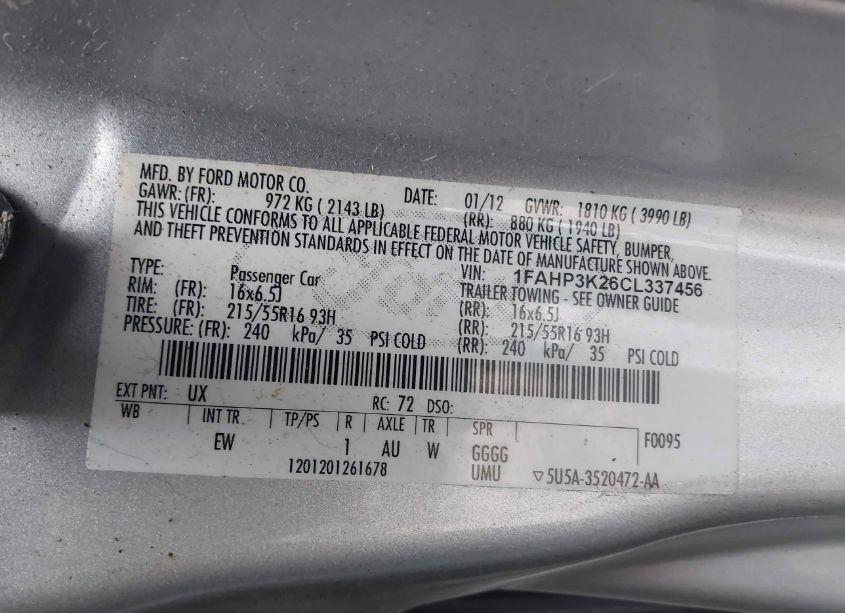 MFD. BY FORD MOTOR CO. DATE: 01/12 GVWR: 1810 KG ( 3990 LB)
GAWR: (FR): 972 KG ( 2143 LB) (RR): 880 KG ( 1940 LB)
THIS VEHICLE CONFORMS TO ALL APPLICABLE FEDERAL MOTOR VEHICLE SAFETY, BUMPER,
AND THEFT PREVENTION STANDARDS IN EFFECT ON THE DATE OF MANUFACTURE SHOWN ABOVE.
VIN: 1FAHP3K26CL337456
TYPE: Passenger Car TRAILER TOWING - SEE OWNER GUIDE
RIM: 16x6.5J (RR): 16x6.5J
TIRE: (FR): 215/55R16 93H (RR): 215/55R16 93H
PRESSURE: (FR): 240 kPa/ 35 PSI COLD (RR): 240 kPa/ 35 PSI COLD
EXT PNT: UX RC: 72 DSO:
WB INT TR TP/PS R AXLE TR SPR F0095
EW 1 AU W GGGG
1201201261678 UMU ▽5U5A-3520472-AA